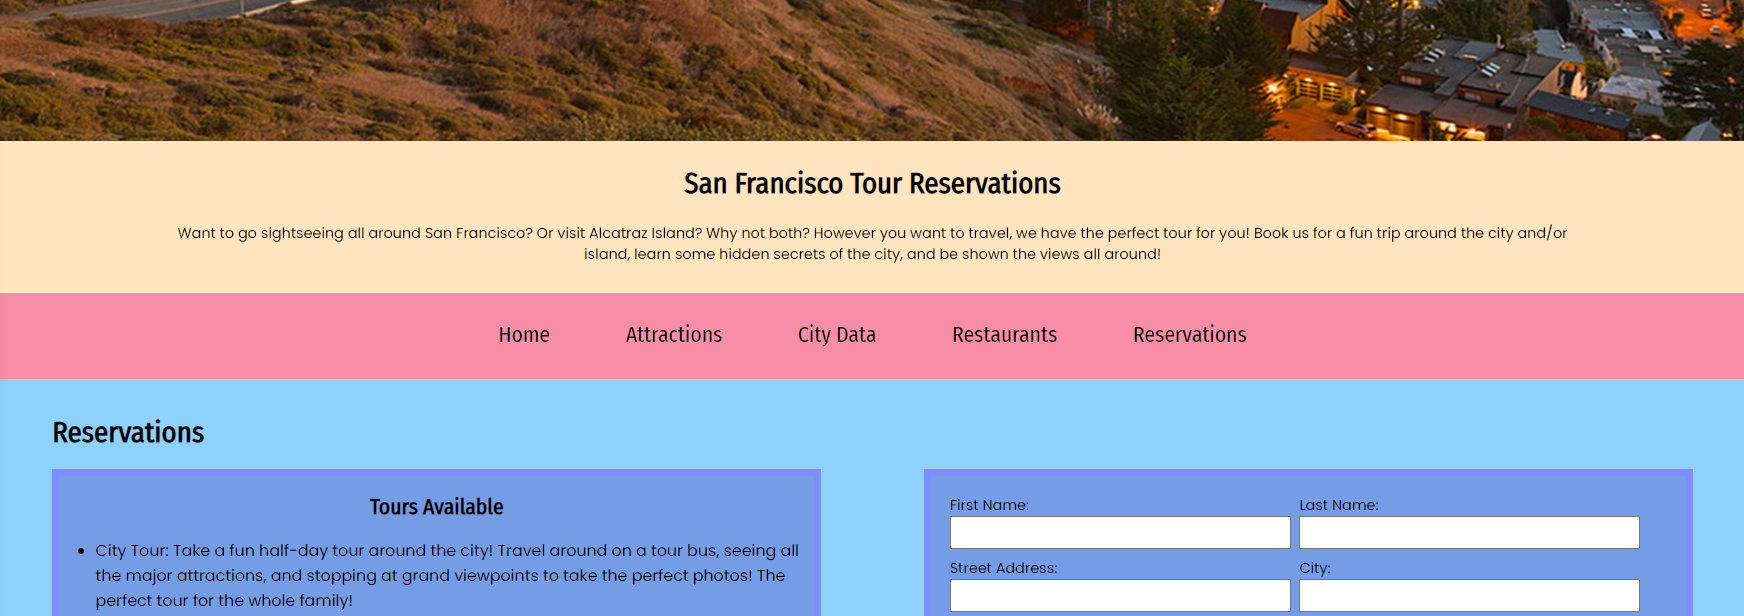 San Francisco Tour Reservations
Want to go sightseeing all around San Francisco? Or visit Alcatraz Island? Why not both? However you want to travel, we have the perfect tour for you! Book us for a fun trip around the city and/or
island, learn some hidden secrets of the city, and be shown the views all around!
Home Attractions City Data Restaurants Reservations
Reservations
Tours Available
• City Tour: Take a fun half-day tour around the city! Travel around on a tour bus, seeing all
the major attractions, and stopping at grand viewpoints to take the perfect photos! The
perfect tour for the whole family!
First Name: Last Name:
Street Address: City: